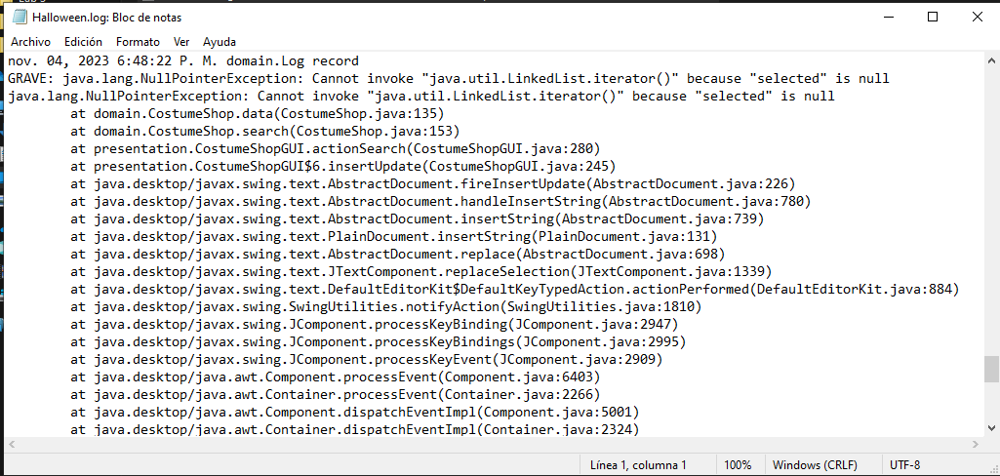 Halloween.log: Bloc de notas
Archivo Edición Formato Ver Ayuda
nov. 04, 2023 6:48:22 P. M. domain.Log record
GRAVE: java.lang.NullPointerException: Cannot invoke "java.util.LinkedList.iterator()" because "selected" is null
java.lang.NullPointerException: Cannot invoke "java.util.LinkedList.iterator()" because "selected" is null
at domain.CostumeShop.data(CostumeShop.java:135)
at domain.CostumeShop.search(CostumeShop.java:153)
at presentation.CostumeShopGUI.actionSearch(CostumeShopGUI.java:280)
at presentation.CostumeShopGUI$6.insertUpdate(CostumeShopGUI.java:245)
at java.desktop/javax.swing.text.AbstractDocument.fireInsertUpdate(AbstractDocument.java:226)
at java.desktop/javax.swing.text.AbstractDocument.handleInsertString(AbstractDocument.java:780)
at java.desktop/javax.swing.text.AbstractDocument.insertString(AbstractDocument.java:739)
at java.desktop/javax.swing.text.PlainDocument.insertString(PlainDocument.java:131)
at java.desktop/javax.swing.text.AbstractDocument.replace(AbstractDocument.java:698)
at java.desktop/javax.swing.text.JTextComponent.replaceSelection(JTextComponent.java:1339)
at java.desktop/javax.swing.text.DefaultEditorKit$DefaultKeyTypedAction.actionPerformed(DefaultEditorKit.java:884)
at java.desktop/javax.swing.SwingUtilities.notifyAction(SwingUtilities.java:1810)
at java.desktop/javax.swing.JComponent.processKeyBinding(JComponent.java:2947)
at java.desktop/javax.swing.JComponent.processKeyBindings(JComponent.java:2995)
at java.desktop/javax.swing.JComponent.processKeyEvent(JComponent.java:2909)
at java.desktop/java.awt.Component.processEvent(Component.java:6403)
at java.desktop/java.awt.Container.processEvent(Container.java:2266)
at java.desktop/java.awt.Component.dispatchEventImpl(Component.java:5001)
at java.desktop/java.awt.Container.dispatchEventImpl(Container.java:2324)
Línea 1, columna 1 100% Windows (CRLF) UTF-8